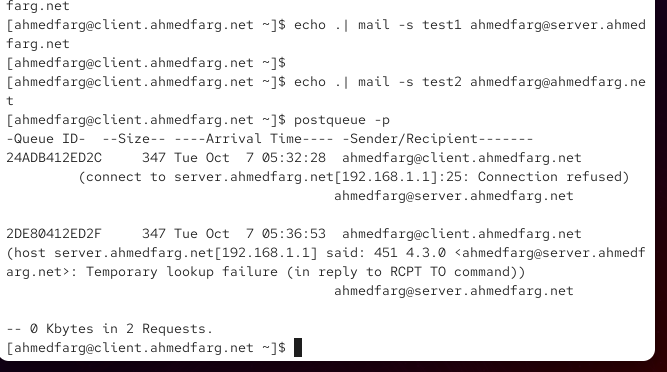 farg.net
[ahmedfarg@client.ahmedfarg.net ~]$ echo .| mail -s test1 ahmedfarg@server.ahmed
farg.net
[ahmedfarg@client.ahmedfarg.net ~]$
[ahmedfarg@client.ahmedfarg.net ~]$ echo .| mail -s test2 ahmedfarg@ahmedfarg.ne
t
[ahmedfarg@client.ahmedfarg.net ~]$ postqueue -p
-Queue ID-  --Size-- ----Arrival Time---- -Sender/Recipient-------
24ADB412ED2C     347 Tue Oct  7 05:32:28  ahmedfarg@client.ahmedfarg.net
         (connect to server.ahmedfarg.net[192.168.1.1]:25: Connection refused)
                                         ahmedfarg@server.ahmedfarg.net

2DE80412ED2F     347 Tue Oct  7 05:36:53  ahmedfarg@client.ahmedfarg.net
(host server.ahmedfarg.net[192.168.1.1] said: 451 4.3.0 <ahmedfarg@server.ahmedf
arg.net>: Temporary lookup failure (in reply to RCPT TO command))
                                         ahmedfarg@server.ahmedfarg.net

-- 0 Kbytes in 2 Requests.
[ahmedfarg@client.ahmedfarg.net ~]$